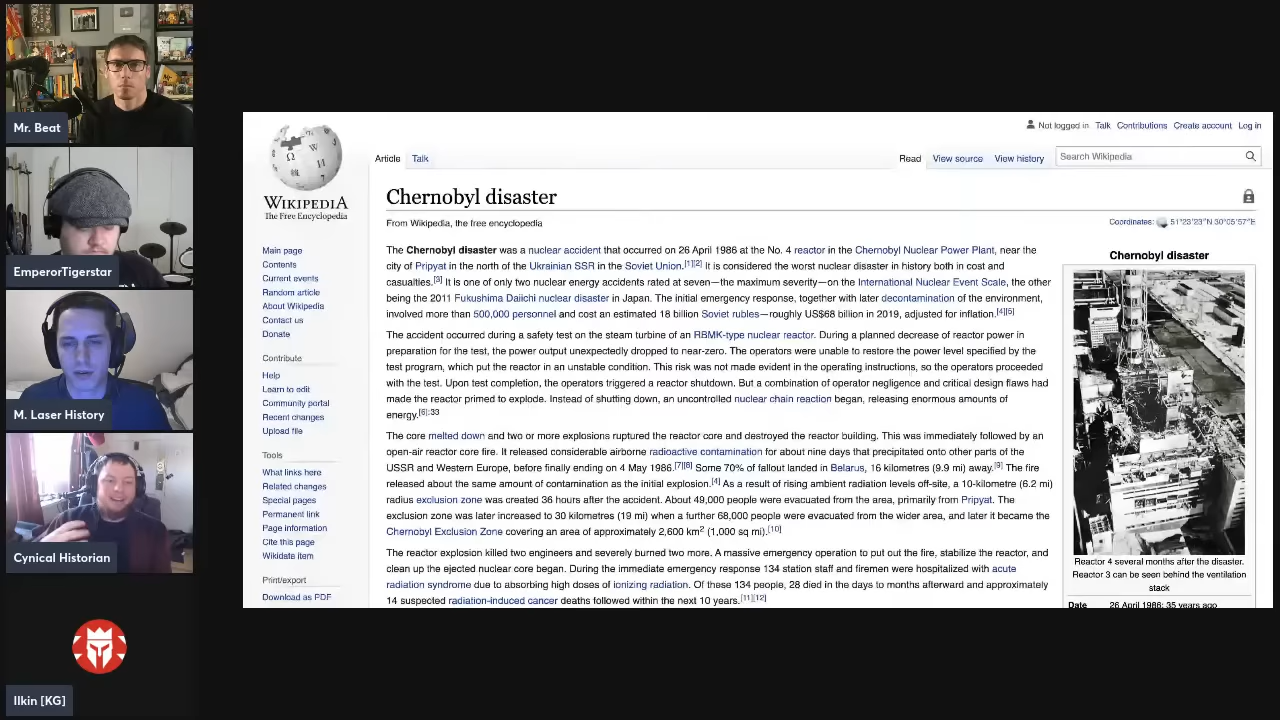 Mr. Beat
EmperorTigerstar
M. Laser History
Cynical Historian
Ilkin [KG]
WIKIPEDIA
The Free Encyclopedia
Main page
Contents
Current events
Random article
About Wikipedia
Contact us
Donate
Contribute
Help
Learn to edit
Community portal
Recent changes
Upload file
Tools
What links here
Related changes
Special pages
Permanent link
Page information
Cite this page
Wikidata item
Print/export
Download as PDF
Not logged in Talk Contributions Create account Log in
Article Talk Read View source View history Search Wikipedia
Chernobyl disaster
From Wikipedia, the free encyclopedia
Coordinates: 51°23′23″N 30°05′57″E
The Chernobyl disaster was a nuclear accident that occurred on 26 April 1986 at the No. 4 reactor in the Chernobyl Nuclear Power Plant, near the
city of Pripyat in the north of the Ukrainian SSR in the Soviet Union.[1][2] It is considered the worst nuclear disaster in history both in cost and
casualties.[3] It is one of only two nuclear energy accidents rated at seven—the maximum severity—on the International Nuclear Event Scale, the other
being the 2011 Fukushima Daiichi nuclear disaster in Japan. The initial emergency response, together with later decontamination of the environment,
involved more than 500,000 personnel and cost an estimated 18 billion Soviet rubles—roughly US$68 billion in 2019, adjusted for inflation.[4][5]
The accident occurred during a safety test on the steam turbine of an RBMK-type nuclear reactor. During a planned decrease of reactor power in
preparation for the test, the power output unexpectedly dropped to near-zero. The operators were unable to restore the power level specified by the
test program, which put the reactor in an unstable condition. This risk was not made evident in the operating instructions, so the operators proceeded
with the test. Upon test completion, the operators triggered a reactor shutdown. But a combination of operator negligence and critical design flaws had
made the reactor primed to explode. Instead of shutting down, an uncontrolled nuclear chain reaction began, releasing enormous amounts of
energy.[6]:33
The core melted down and two or more explosions ruptured the reactor core and destroyed the reactor building. This was immediately followed by an
open-air reactor core fire. It released considerable airborne radioactive contamination for about nine days that precipitated onto other parts of the
USSR and Western Europe, before finally ending on 4 May 1986.[7][8] Some 70% of fallout landed in Belarus, 16 kilometres (9.9 mi) away.[9] The fire
released about the same amount of contamination as the initial explosion.[4] As a result of rising ambient radiation levels off-site, a 10-kilometre (6.2 mi)
radius exclusion zone was created 36 hours after the accident. About 49,000 people were evacuated from the area, primarily from Pripyat. The
exclusion zone was later increased to 30 kilometres (19 mi) when a further 68,000 people were evacuated from the wider area, and later it became the
Chernobyl Exclusion Zone covering an area of approximately 2,600 km2 (1,000 sq mi).[10]
The reactor explosion killed two engineers and severely burned two more. A massive emergency operation to put out the fire, stabilize the reactor, and
clean up the ejected nuclear core began. During the immediate emergency response 134 station staff and firemen were hospitalized with acute
radiation syndrome due to absorbing high doses of ionizing radiation. Of these 134 people, 28 died in the days to months afterward and approximately
14 suspected radiation-induced cancer deaths followed within the next 10 years.[11][12]
Chernobyl disaster
Reactor 4 several months after the disaster.
Reactor 3 can be seen behind the ventilation
stack
Date 26 April 1986; 35 years ago